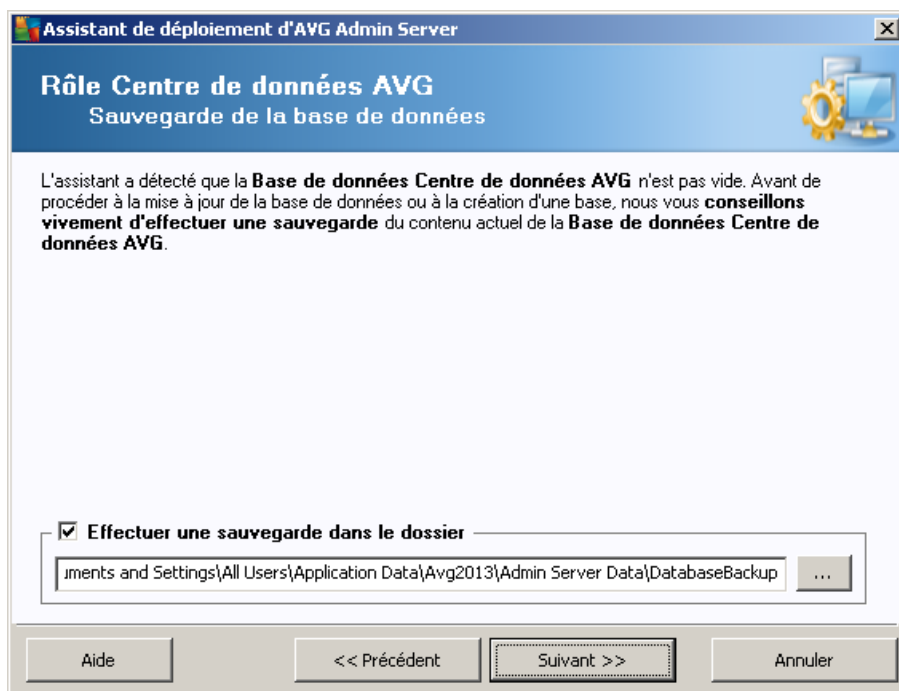 Assistant de déploiement d'AVG Admin Server
Rôle Centre de données AVG
Sauvegarde de la base de données
L'assistant a détecté que la Base de données Centre de données AVG n'est pas vide. Avant de
procéder à la mise à jour de la base de données ou à la création d'une base, nous vous conseillons
vivement d'effectuer une sauvegarde du contenu actuel de la Base de données Centre de
données AVG.
Effectuer une sauvegarde dans le dossier
uments and Settings\All Users\Application Data\Avg2013\Admin Server Data\DatabaseBackup
...
Aide
<< Précédent
Suivant >>
Annuler